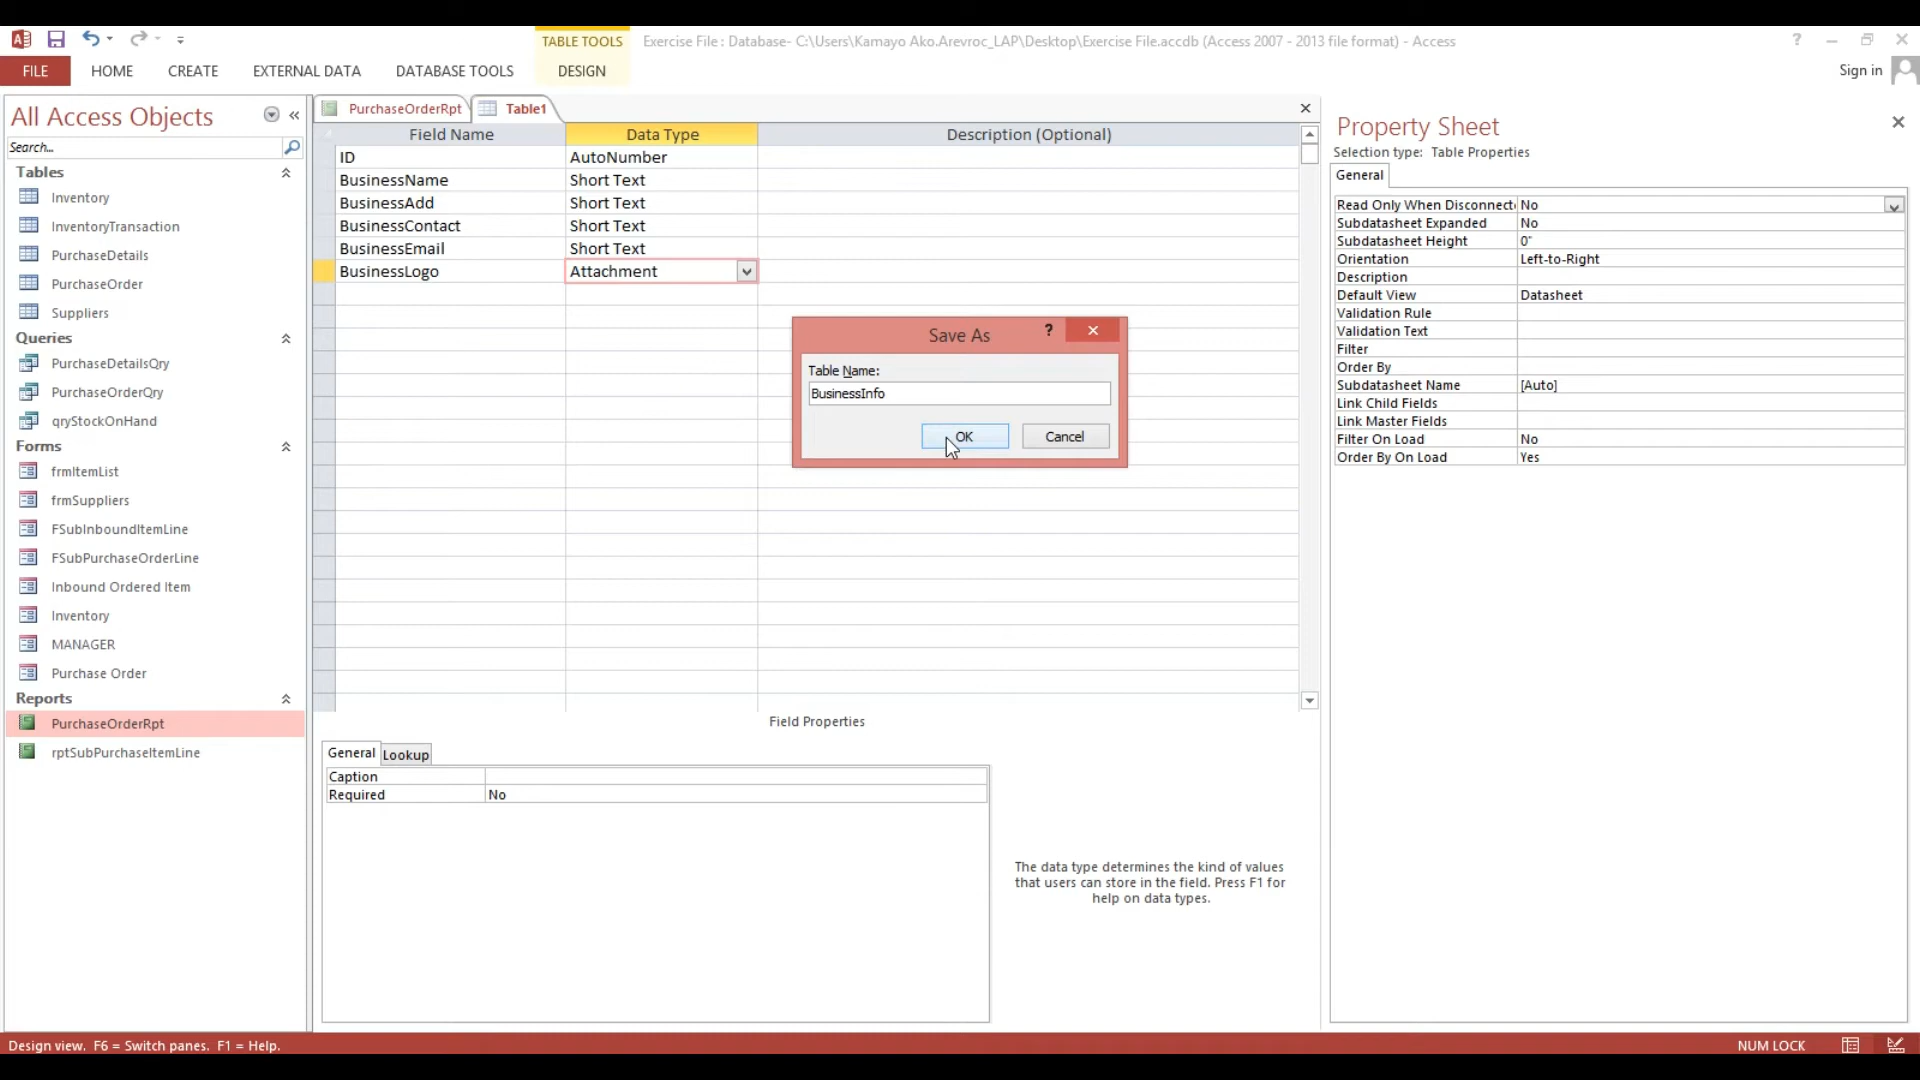 TABLE TOOLS
Exercise File : Database- C:\Users\Kamayo Ako.Arevroc_LAP\Desktop\Exercise File.accdb (Access 2007 - 2013 file format) - Access
?
FILE
HOME
CREATE
EXTERNAL DATA
DATABASE TOOLS
DESIGN
Sign in
All Access Objects
Search...
Tables
Inventory
InventoryTransaction
PurchaseDetails
PurchaseOrder
Suppliers
Queries
PurchaseDetailsQry
PurchaseOrderQry
qryStockOnHand
Forms
frmItemList
frmSuppliers
FSubInboundItemLine
FSubPurchaseOrderLine
Inbound Ordered Item
Inventory
MANAGER
Purchase Order
Reports
PurchaseOrderRpt
rptSubPurchaseItemLine
PurchaseOrderRpt
Table1
Field Name Data Type Description (Optional)
ID AutoNumber
BusinessName Short Text
BusinessAdd Short Text
BusinessContact Short Text
BusinessEmail Short Text
BusinessLogo Attachment
Save As
?
Table Name:
BusinessInfo
OK Cancel
Field Properties
General Lookup
Caption
Required No
The data type determines the kind of values
that users can store in the field. Press F1 for
help on data types.
Property Sheet
Selection type: Table Properties
General
Read Only When Disconnecte No
Subdatasheet Expanded No
Subdatasheet Height 0"
Orientation Left-to-Right
Description
Default View Datasheet
Validation Rule
Validation Text
Filter
Order By
Subdatasheet Name [Auto]
Link Child Fields
Link Master Fields
Filter On Load No
Order By On Load Yes
Design view. F6 = Switch panes. F1 = Help.
NUM LOCK